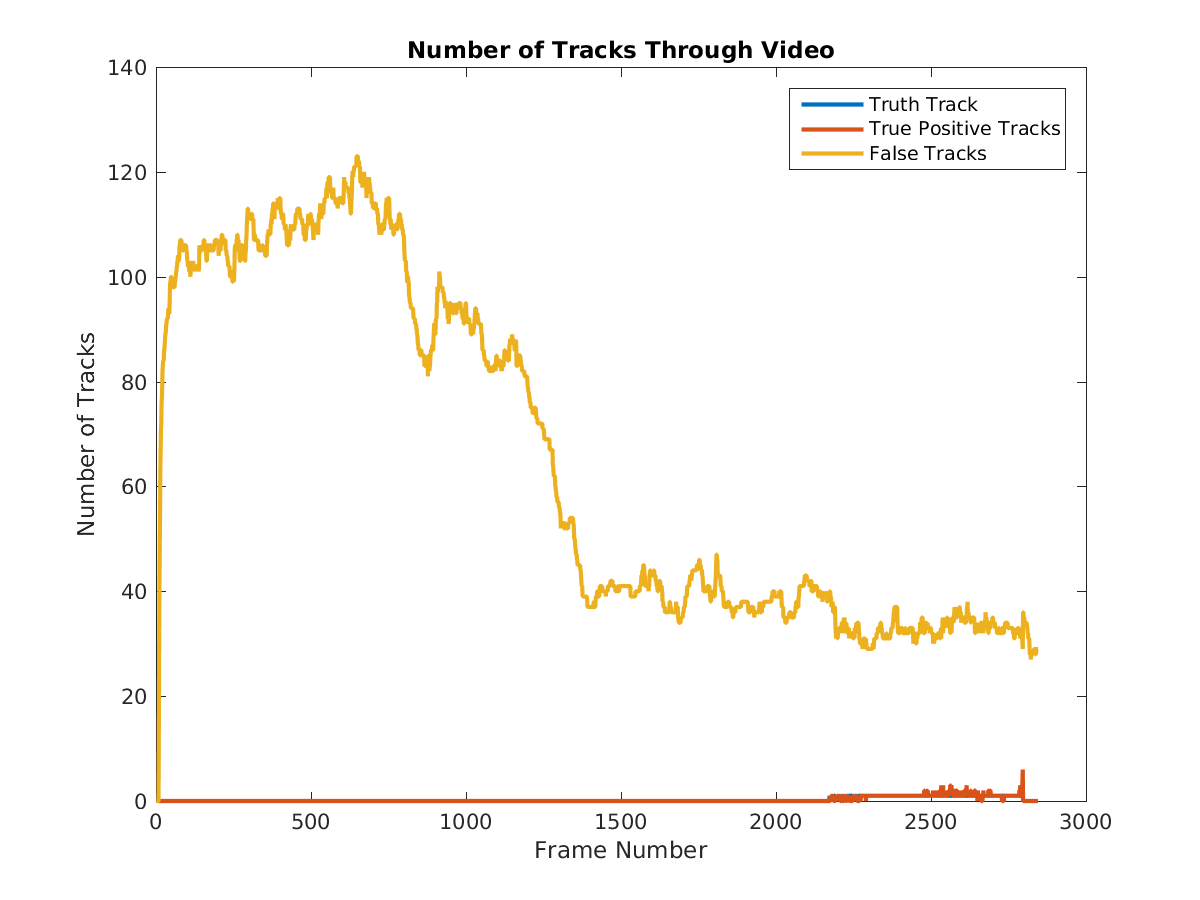 Number of Tracks Through Video
140
120
100
80
60
40
20
0
Number of Tracks
Truth Track
True Positive Tracks
False Tracks
0 500 1000 1500 2000 2500 3000
Frame Number